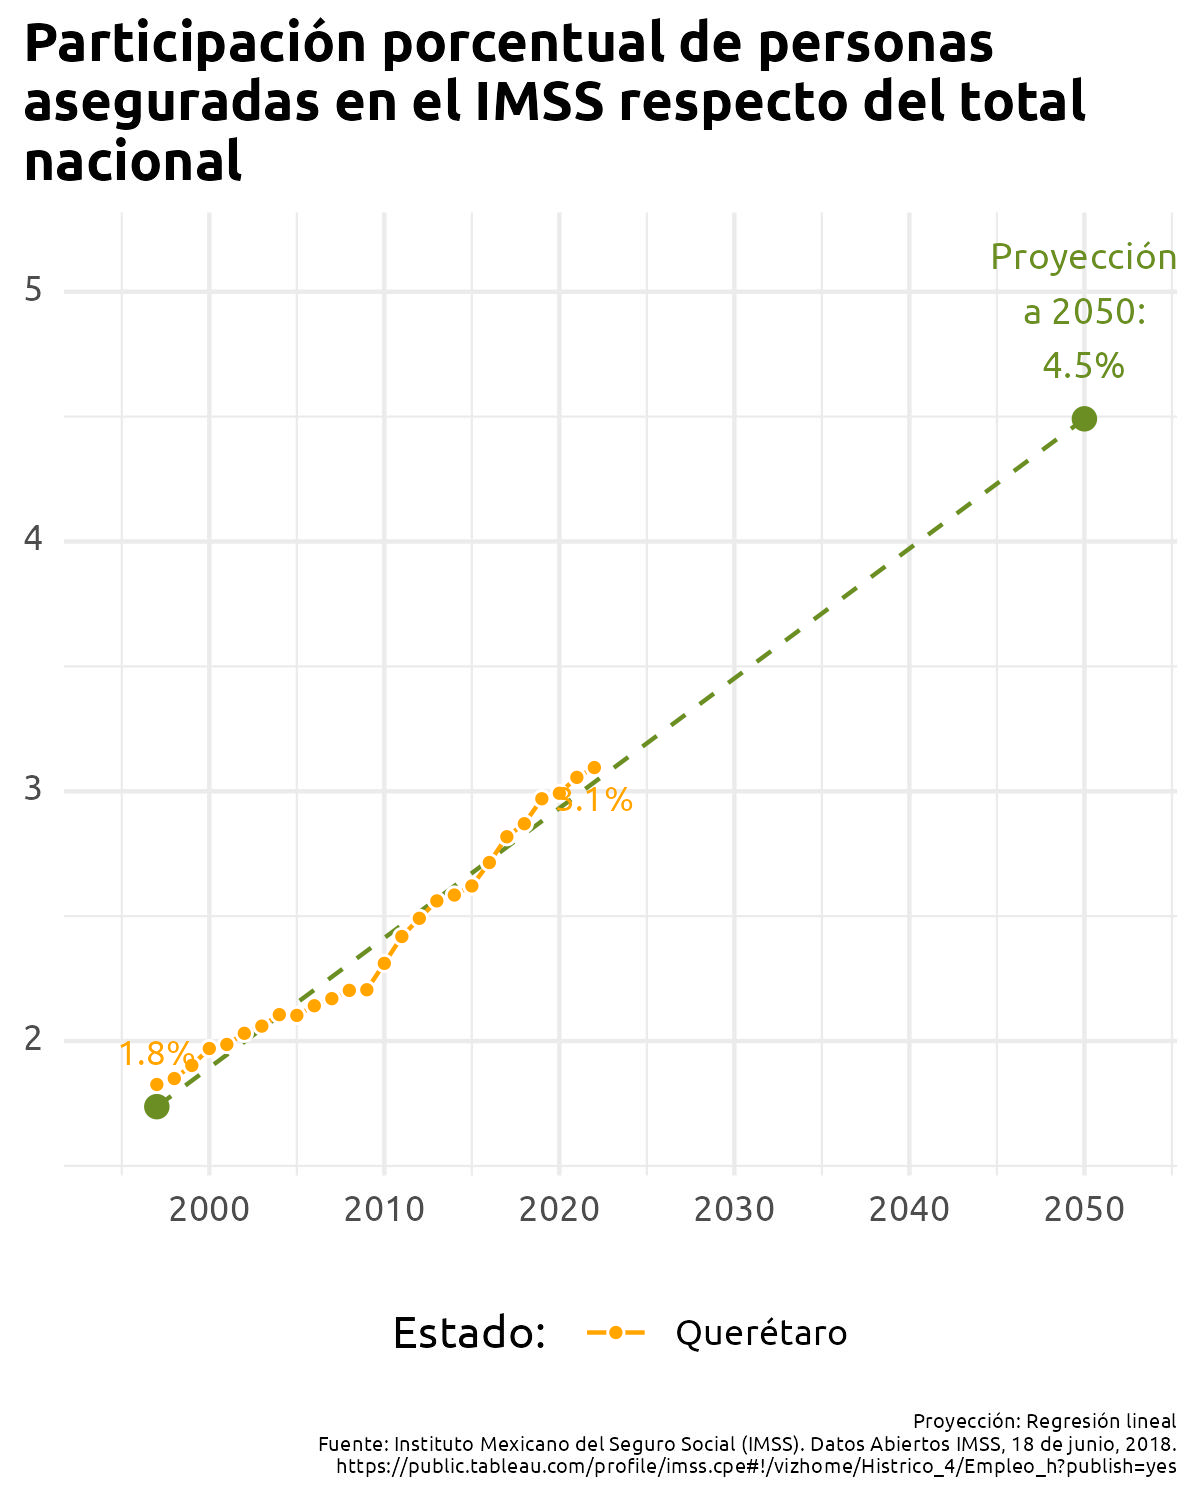 Participación porcentual de personas
aseguradas en el IMSS respecto del total
nacional
Proyección
a 2050:
4.5%
5
4
3
2
3.1%
1.8%
2000 2010 2020 2030 2040 2050
Estado: Querétaro
Proyección: Regresión lineal
Fuente: Instituto Mexicano del Seguro Social (IMSS). Datos Abiertos IMSS, 18 de junio, 2018.
https://public.tableau.com/profile/imss.cpe#!/vizhome/Histrico_4/Empleo_h?publish=yes